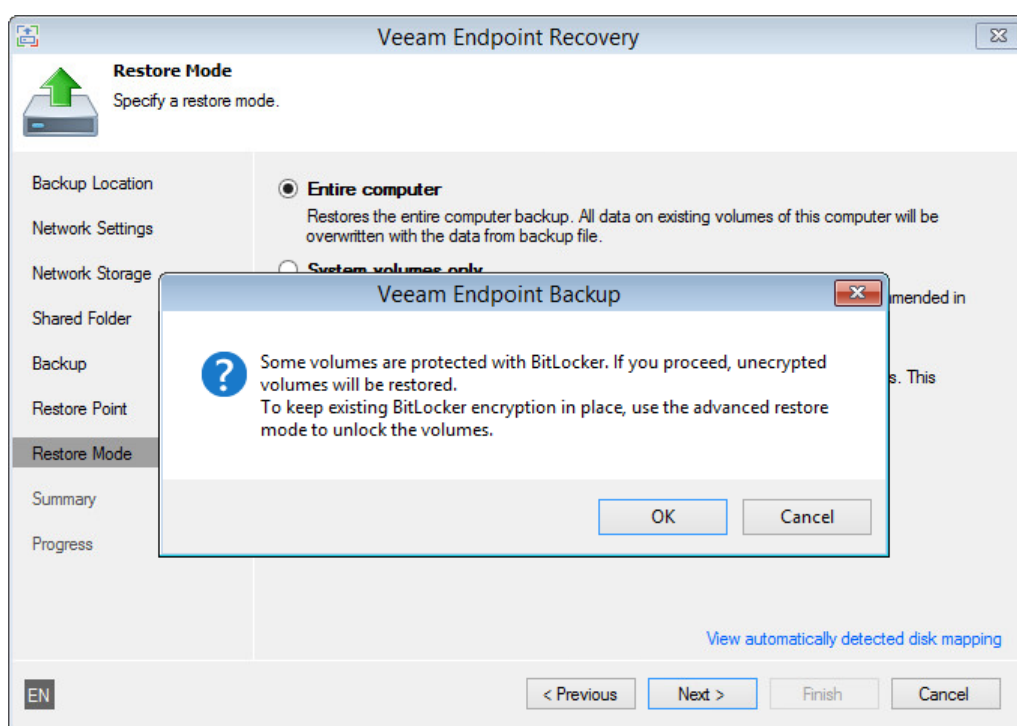 Veeam Endpoint Recovery
Restore Mode
Specify a restore mode.
Backup Location
Network Settings
Network Storage
Shared Folder
Backup
Restore Point
Restore Mode
Summary
Progress
Entire computer
Restores the entire computer backup. All data on existing volumes of this computer will be
overwritten with the data from backup file.
System volumes only
mended in
s. This
Veeam Endpoint Backup
Some volumes are protected with BitLocker. If you proceed, unecrypted
volumes will be restored.
To keep existing BitLocker encryption in place, use the advanced restore
mode to unlock the volumes.
OK
Cancel
View automatically detected disk mapping
EN
< Previous
Next >
Finish
Cancel